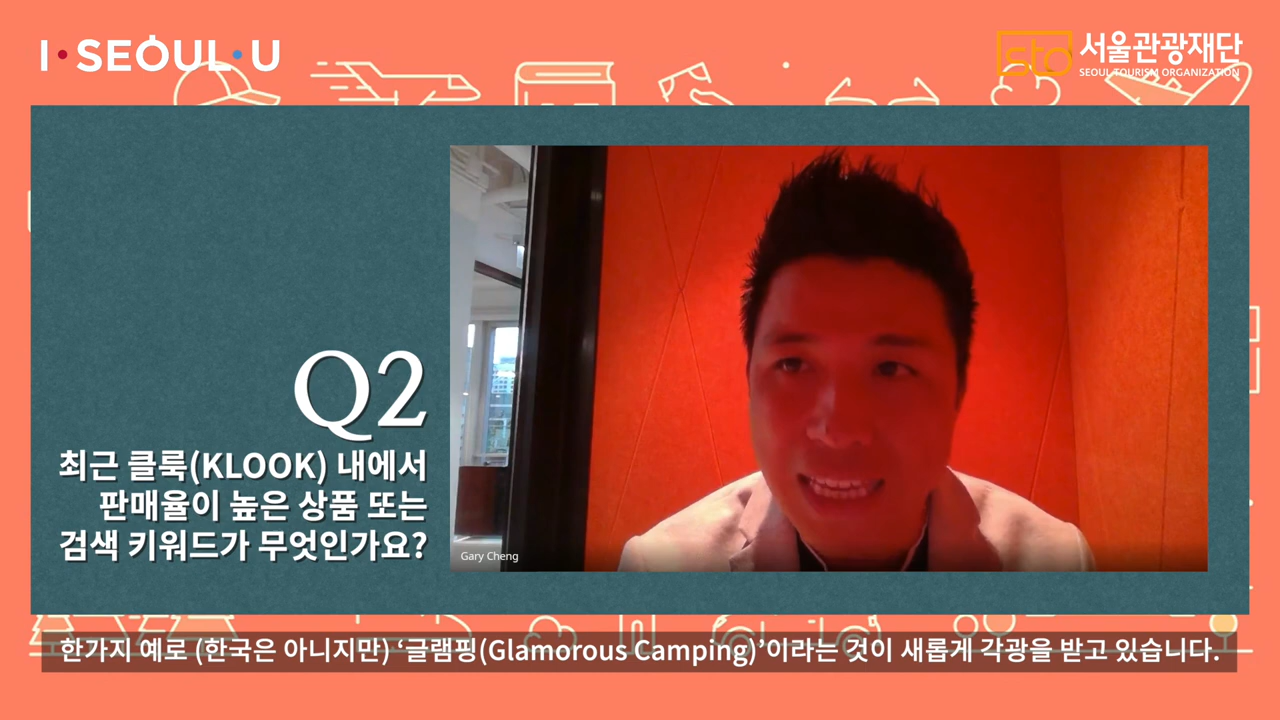 I·SEOUL·U
sto 서울관광재단
SEOUL TOURISM ORGANIZATION
Q2
최근 클룩(KLOOK) 내에서
판매율이 높은 상품 또는
검색 키워드가 무엇인가요?
Gary Cheng
한가지 예로 (한국은 아니지만) ‘글램핑(Glamorous Camping)’이라는 것이 새롭게 각광을 받고 있습니다.